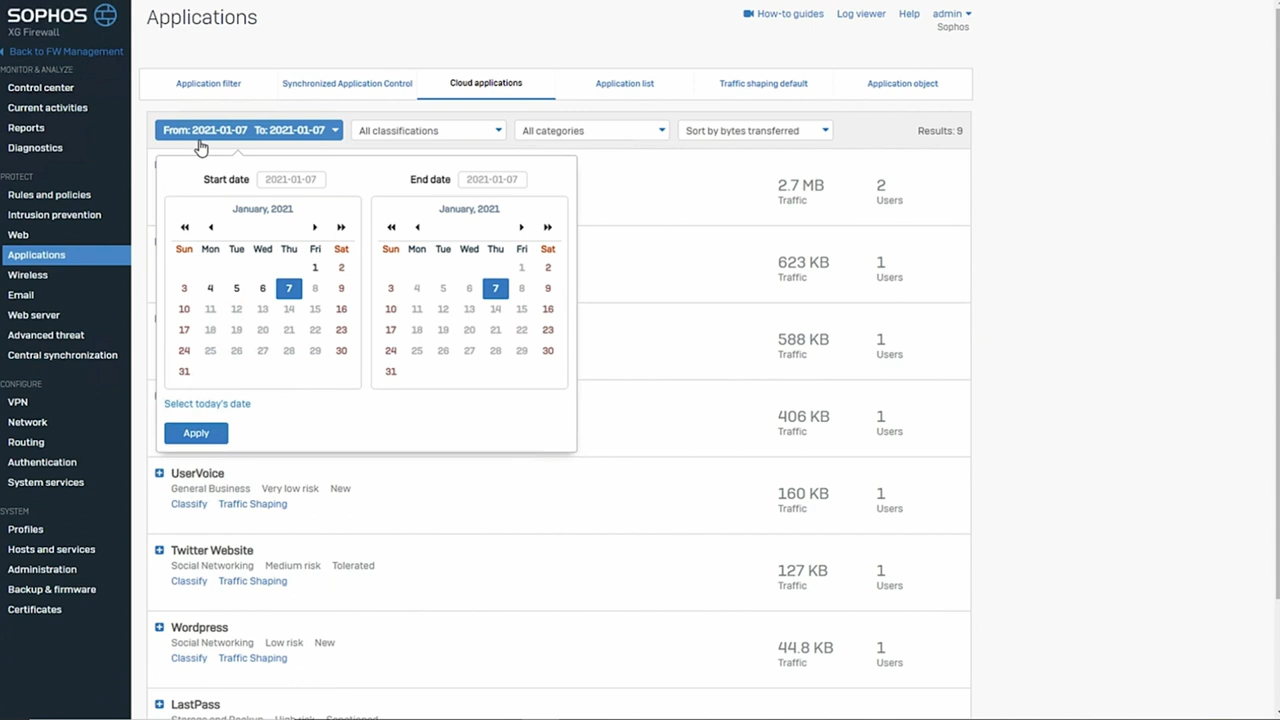 SOPHOS
XG Firewall
Back to FW Management
MONITOR & ANALYZE
Control center
Current activities
Reports
Diagnostics
PROTECT
Rules and policies
Intrusion prevention
Web
Applications
Wireless
Email
Web server
Advanced threat
Central synchronization
CONFIGURE
VPN
Network
Routing
Authentication
System services
SYSTEM
Profiles
Hosts and services
Administration
Backup & firmware
Certificates
Applications
How-to guides Log viewer Help admin
Sophos
Application filter Synchronized Application Control Cloud applications Application list Traffic shaping default Application object
From: 2021-01-07 To: 2021-01-07 All classifications All categories Sort by bytes transferred Results: 9
Start date 2021-01-07 End date 2021-01-07
January, 2021 January, 2021
Sun Mon Tue Wed Thu Fri Sat Sun Mon Tue Wed Thu Fri Sat
1 2 1 2
3 4 5 6 7 8 9 3 4 5 6 7 8 9
10 11 12 13 14 15 16 10 11 12 13 14 15 16
17 18 19 20 21 22 23 17 18 19 20 21 22 23
24 25 26 27 28 29 30 24 25 26 27 28 29 30
31 31
Select today's date
Apply
2.7 MB 2
Traffic Users
623 KB 1
Traffic Users
588 KB 1
Traffic Users
406 KB 1
Traffic Users
UserVoice
General Business Very low risk New
Classify Traffic Shaping
160 KB 1
Traffic Users
Twitter Website
Social Networking Medium risk Tolerated
Classify Traffic Shaping
127 KB 1
Traffic Users
Wordpress
Social Networking Low risk New
Classify Traffic Shaping
44.8 KB 1
Traffic Users
LastPass
Storage and Backup High risk Sanctioned